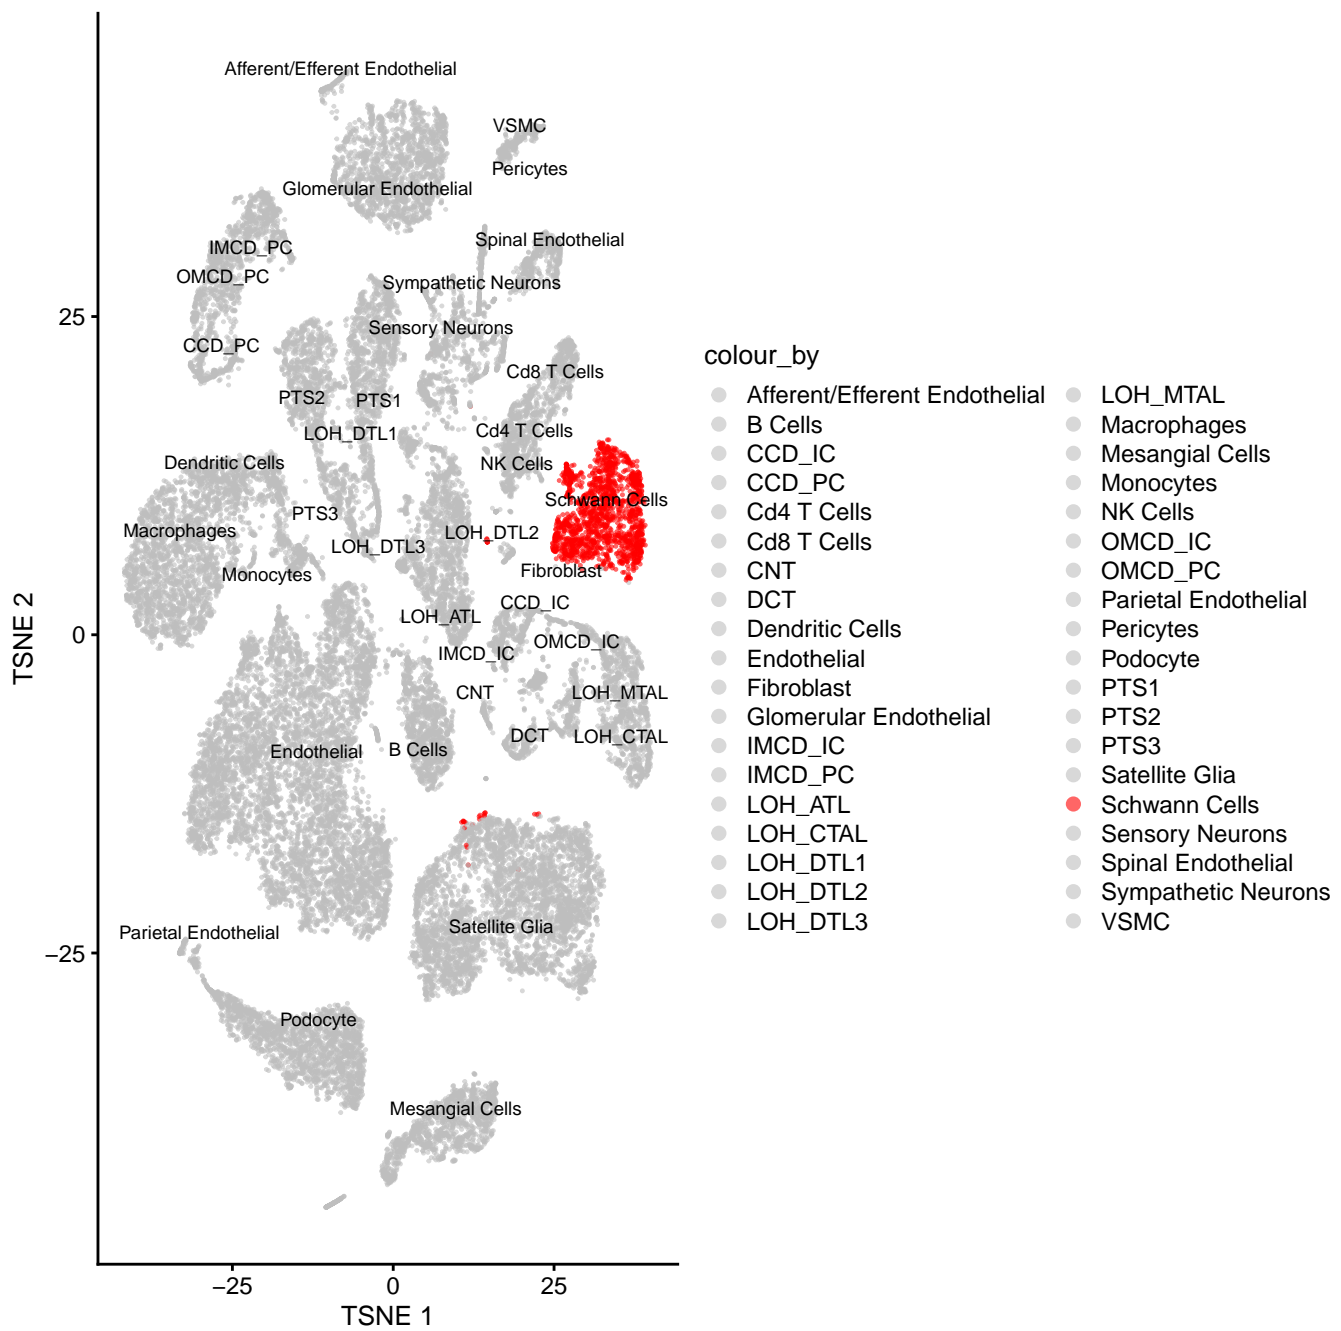 Afferent/Efferent Endothelial
VSMC
Pericytes
Glomerular Endothelial
Spinal Endothelial
IMCD_PC
OMCD_PC
Sympathetic Neurons
Sensory Neurons
CCD_PC
Cd8 T Cells
PTS2
PTS1
LOH_DTL1
Cd4 T Cells
Dendritic Cells
NK Cells
Schwann Cells
PTS3
Macrophages
LOH_DTL2
LOH_DTL3
Monocytes
Fibroblast
CCD_IC
LOH_ATL
OMCD_IC
IMCD_IC
CNT
LOH_MTAL
DCT
LOH_CTAL
Endothelial
B Cells
Satellite Glia
Parietal Endothelial
Podocyte
Mesangial Cells
25
0
−25
TSNE 2
−25
0
25
TSNE 1
colour_by
Afferent/Efferent Endothelial
B Cells
CCD_IC
CCD_PC
Cd4 T Cells
Cd8 T Cells
CNT
DCT
Dendritic Cells
Endothelial
Fibroblast
Glomerular Endothelial
IMCD_IC
IMCD_PC
LOH_ATL
LOH_CTAL
LOH_DTL1
LOH_DTL2
LOH_DTL3
LOH_MTAL
Macrophages
Mesangial Cells
Monocytes
NK Cells
OMCD_IC
OMCD_PC
Parietal Endothelial
Pericytes
Podocyte
PTS1
PTS2
PTS3
Satellite Glia
Schwann Cells
Sensory Neurons
Spinal Endothelial
Sympathetic Neurons
VSMC